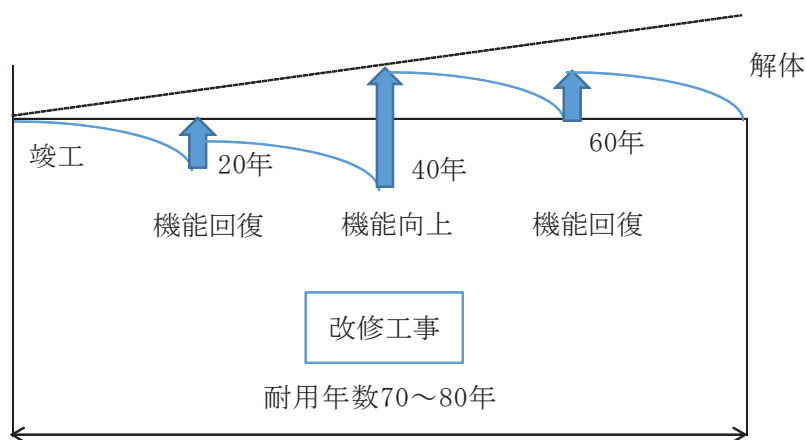 解体
竣工
20年
40年
60年
機能回復
機能向上
機能回復
改修工事
耐用年数70～80年